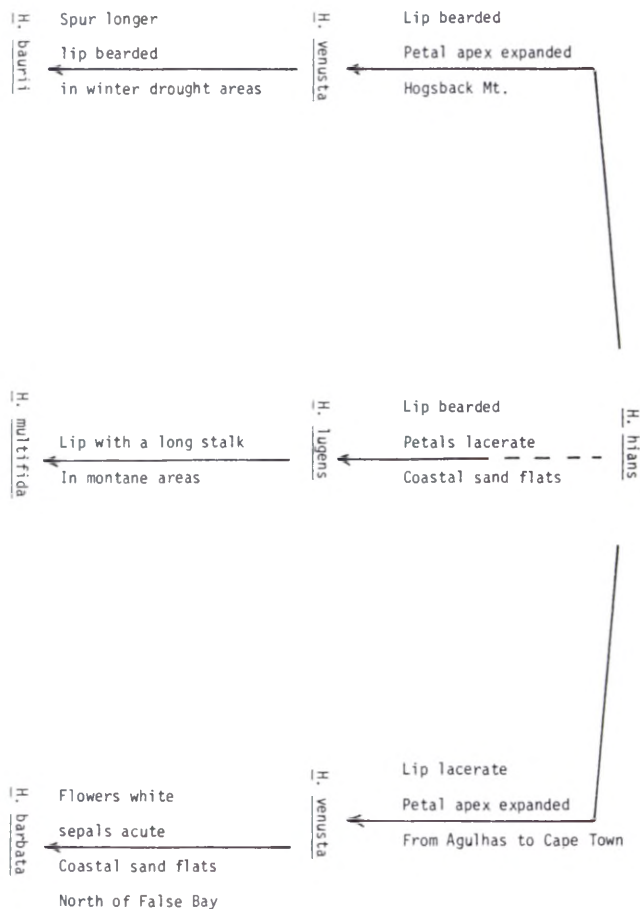 H. baurii
Spur longer
lip bearded
in winter drought areas
H. venusta
Lip bearded
Petal apex expanded
Hogsback Mt.
H. multifida
Lip with a long stalk
In montane areas
H. lugens
Lip bearded
Petals lacerate
Coastal sand flats
H. hians
H. barbata
Flowers white
sepals acute
Coastal sand flats
North of False Bay
H. venusta
Lip lacerate
Petal apex expanded
From Agulhas to Cape Town